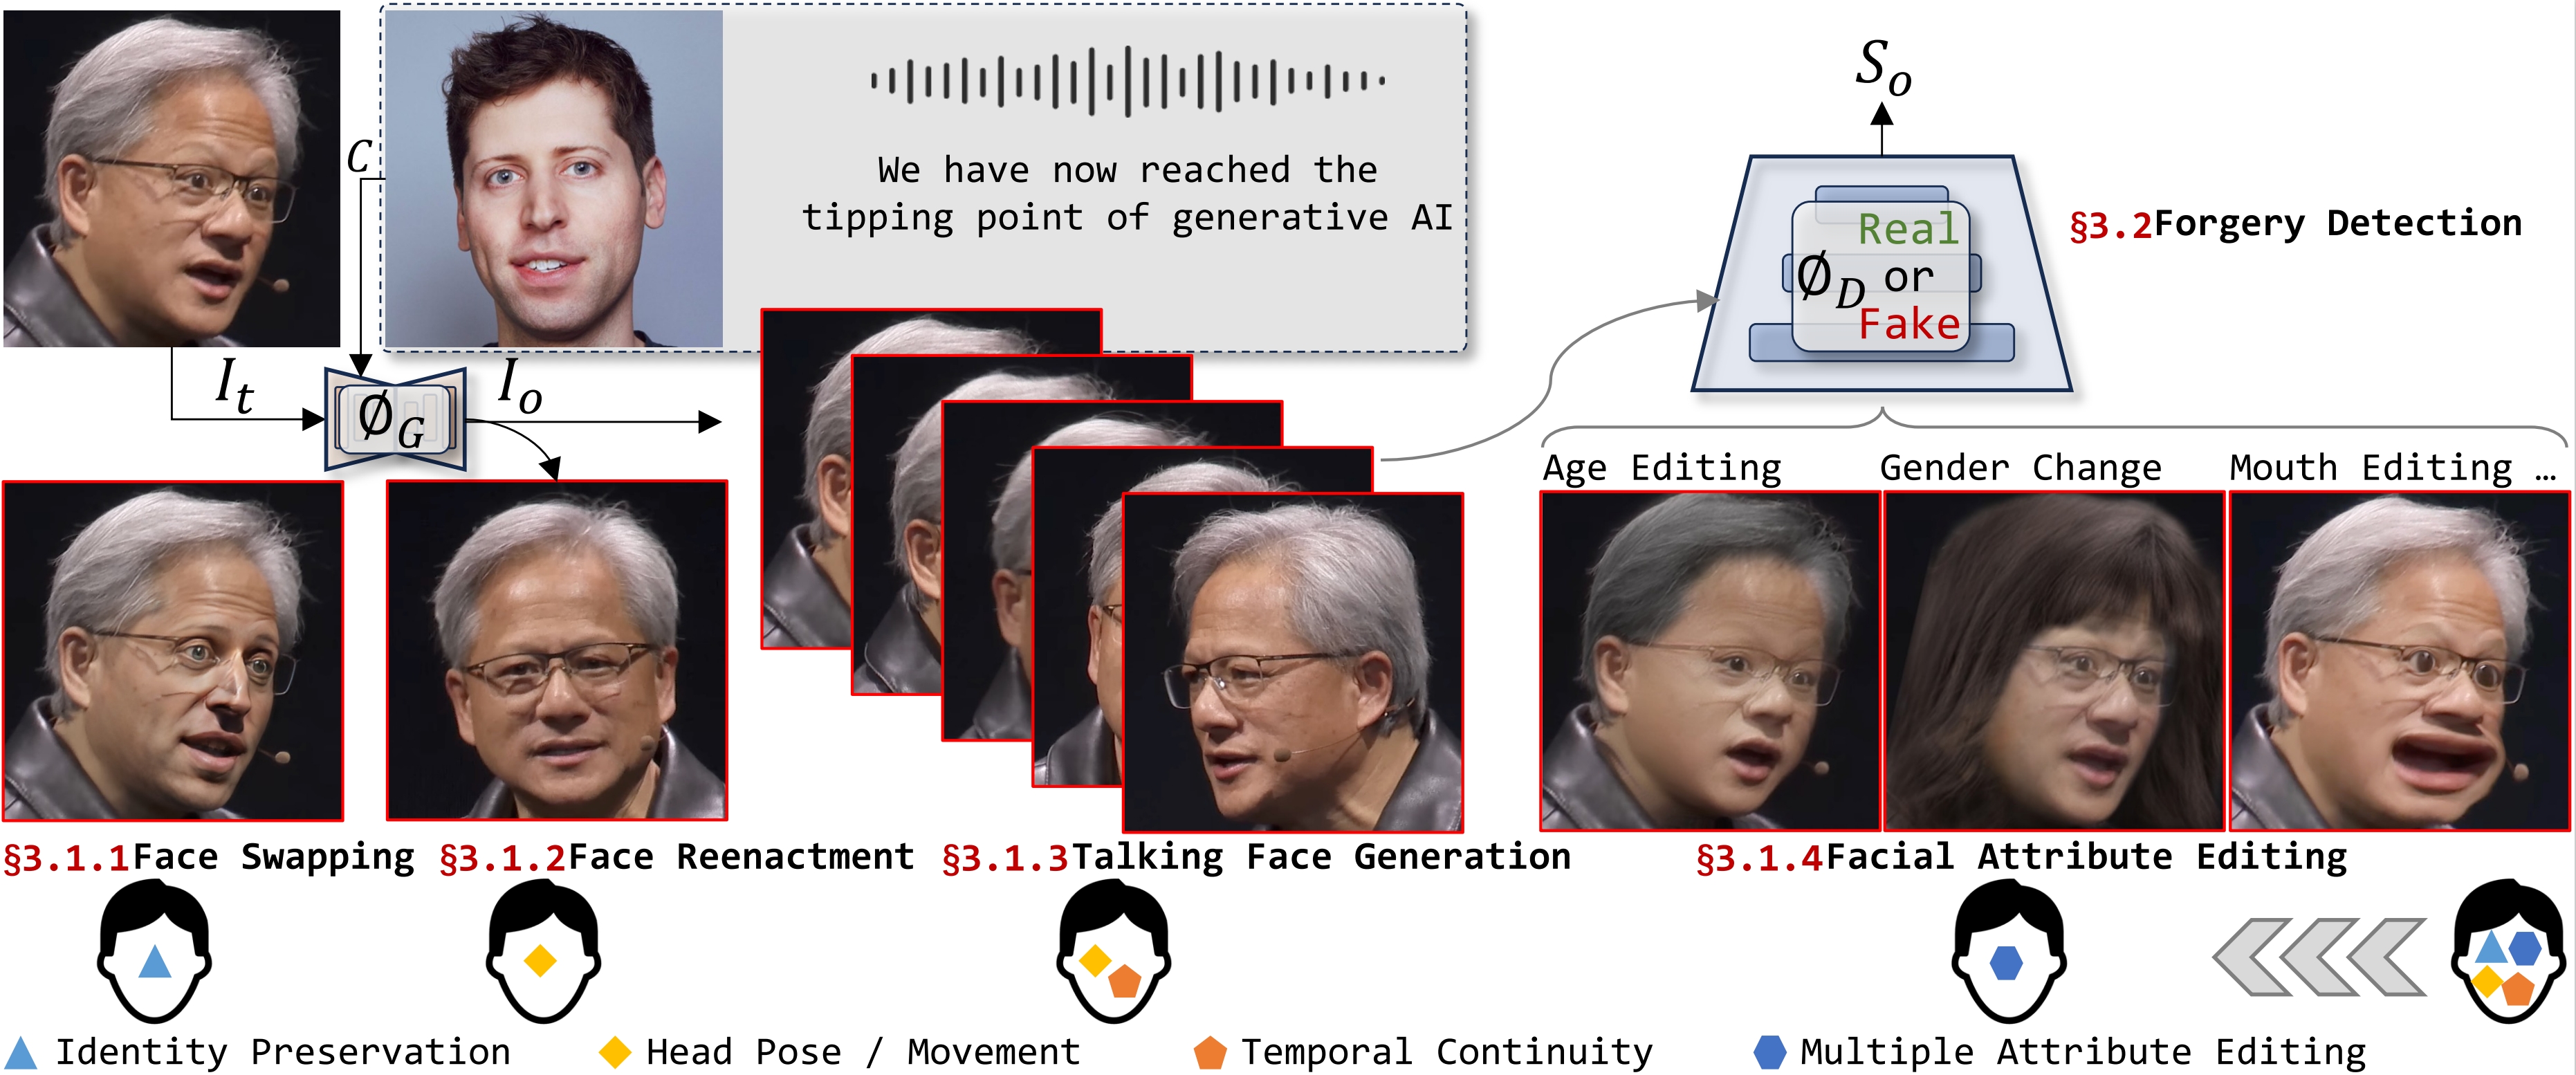 C
We have now reached the
tipping point of generative AI
I_t
∅_G
I_o
S_o
Real
∅_D or
Fake
§3.2Forgery Detection
Age Editing
Gender Change
Mouth Editing …
§3.1.1Face Swapping
§3.1.2Face Reenactment
§3.1.3Talking Face Generation
§3.1.4Facial Attribute Editing
Identity Preservation
Head Pose / Movement
Temporal Continuity
Multiple Attribute Editing